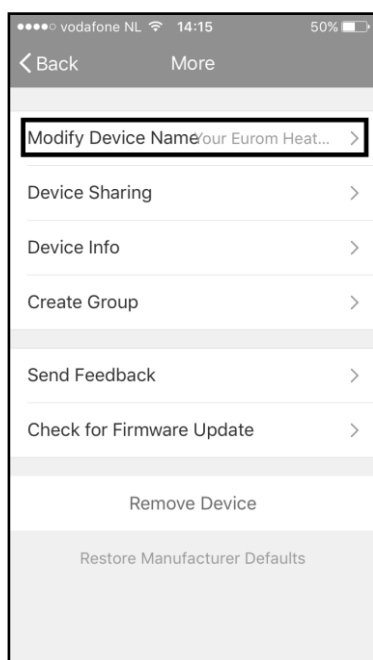 vodafone NL 14:15 50%
Back More
Modify Device Name Your Eurom Heat...
Device Sharing
Device Info
Create Group
Send Feedback
Check for Firmware Update
Remove Device
Restore Manufacturer Defaults